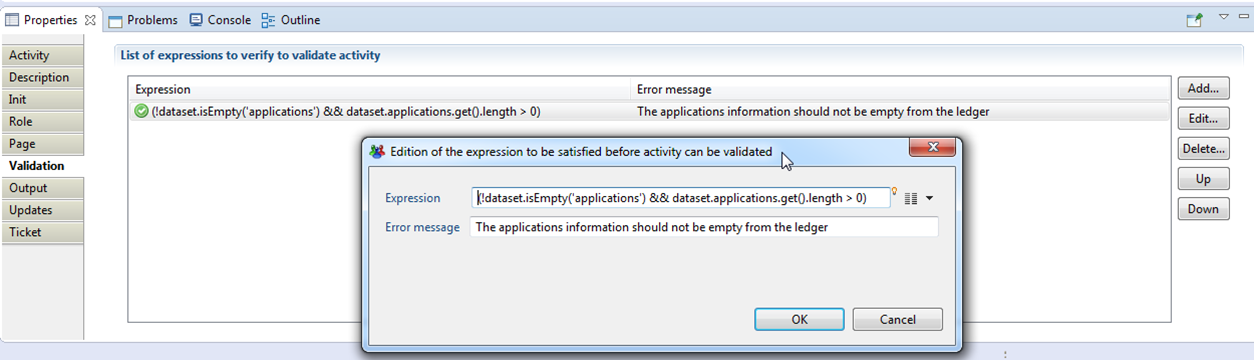 Properties Problems Console Outline
Activity
Description
Init
Role
Page
Validation
Output
Updates
Ticket
List of expressions to verify to validate activity
Expression Error message
(!dataset.isEmpty('applications') && dataset.applications.get().length > 0) The applications information should not be empty from the ledger
Add...
Edit...
Delete...
Up
Down
Edition of the expression to be satisfied before activity can be validated
Expression (!dataset.isEmpty('applications') && dataset.applications.get().length > 0)
Error message The applications information should not be empty from the ledger
OK Cancel